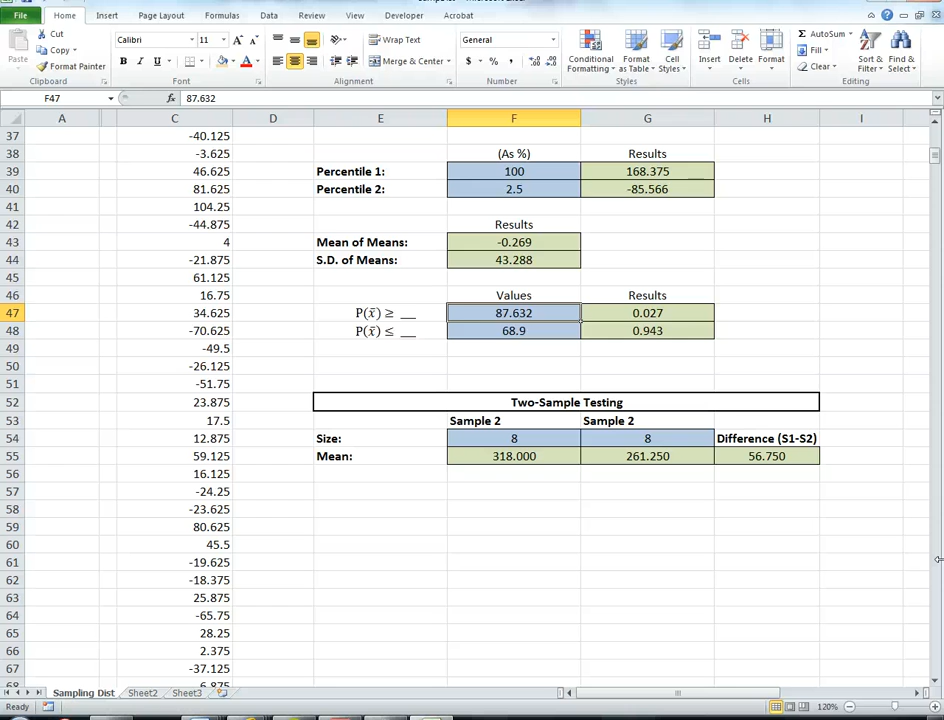 File Home Insert Page Layout Formulas Data Review View Developer Acrobat
Cut Calibri 11 Wrap Text General AutoSum
Copy Fill
Paste Format Painter B I U Merge & Center $ % , Conditional Formatting Format as Table Cell Styles Insert Delete Format Clear Sort & Filter Find & Select
Clipboard Font Alignment Number Styles Cells Editing
F47 fx 87.632
A C D E F G H I
37 -40.125
38 -3.625 (As %) Results
39 46.625 Percentile 1: 100 168.375
40 81.625 Percentile 2: 2.5 -85.566
41 104.25
42 -44.875 Results
43 4 Mean of Means: -0.269
44 -21.875 S.D. of Means: 43.288
45 61.125
46 16.75 Values Results
47 34.625 P(x̄) ≥ __ 87.632 0.027
48 -70.625 P(x̄) ≤ __ 68.9 0.943
49 -49.5
50 -26.125
51 -51.75
52 23.875 Two-Sample Testing
53 17.5 Sample 2 Sample 2
54 12.875 Size: 8 8 Difference (S1-S2)
55 59.125 Mean: 318.000 261.250 56.750
56 16.125
57 -24.25
58 -23.625
59 80.625
60 45.5
61 -19.625
62 -18.375
63 25.875
64 -65.75
65 28.25
66 2.375
67 -37.125
Sampling Dist Sheet2 Sheet3
Ready 120%